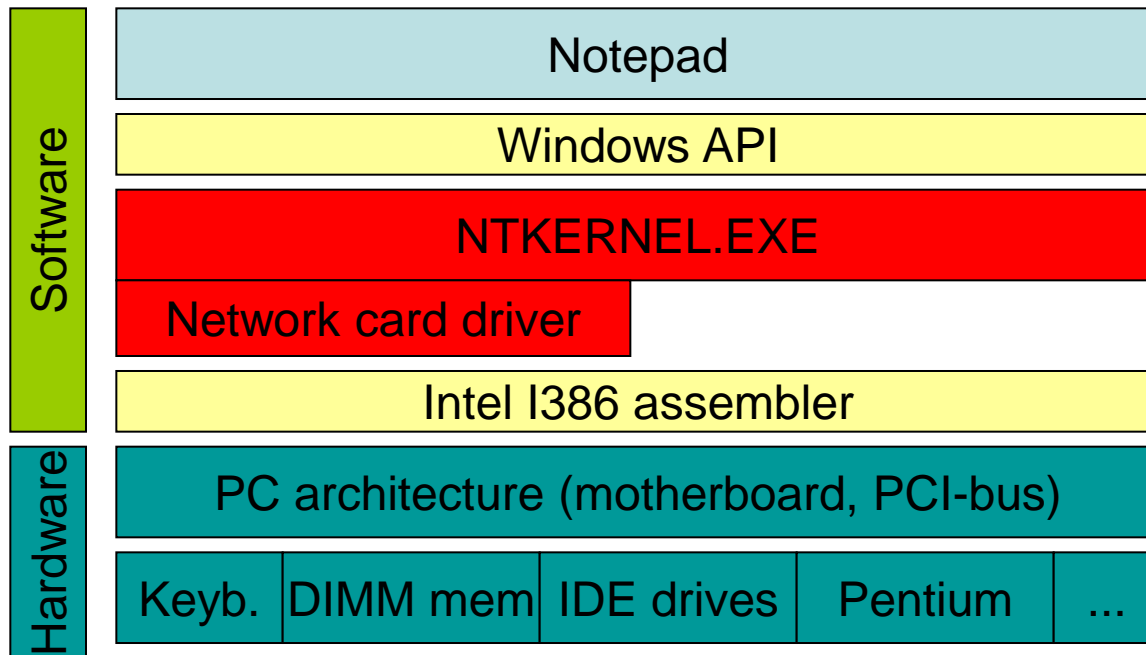 Software
Notepad
Windows API
NTKERNEL.EXE
Network card driver
Intel I386 assembler
Hardware
PC architecture (motherboard, PCI-bus)
Keyb. DIMM mem IDE drives Pentium ...